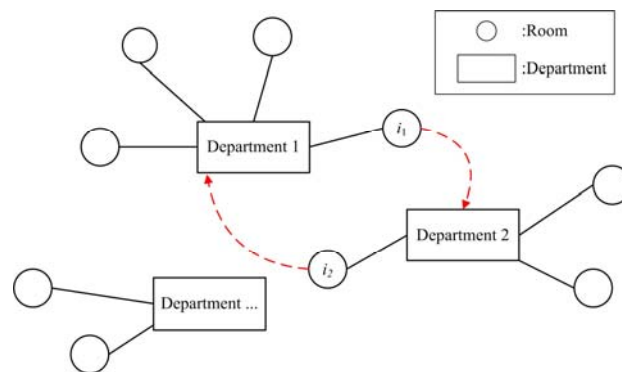 :Room
:Department
Department 1
i₁
Department 2
i₂
Department ...